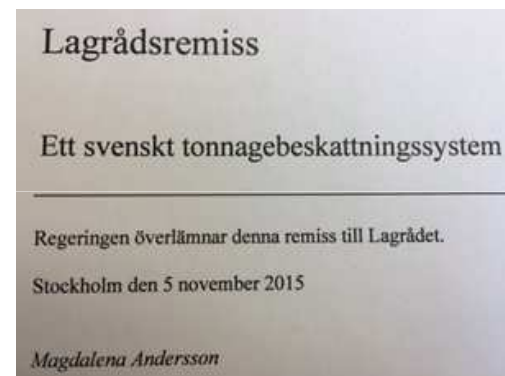 Lagrådsremiss
Ett svenskt tonnagebeskattningssystem
Regeringen överlämnar denna remiss till Lagrådet.
Stockholm den 5 november 2015
Magdalena Andersson